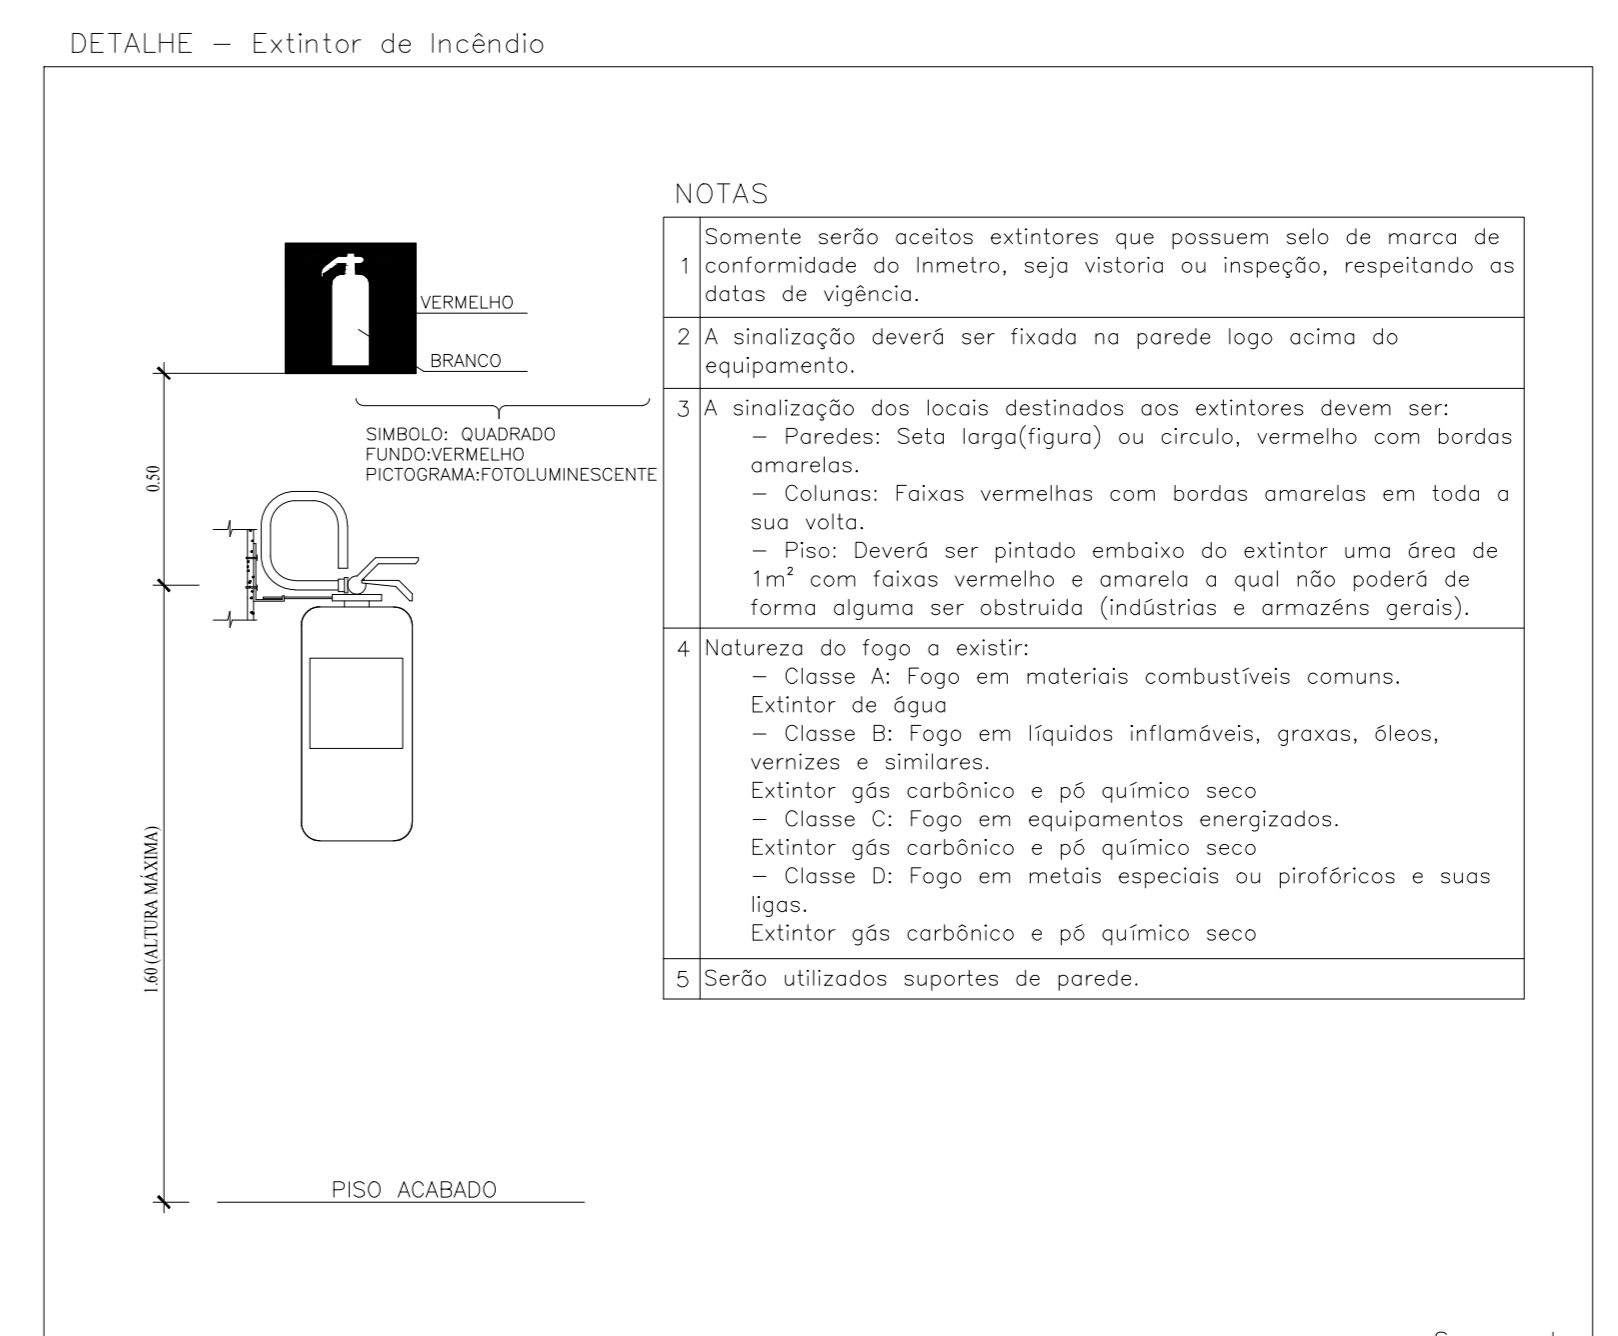 DETALHE – Extintor de Incêndio
VERMELHO
BRANCO
SIMBOLO: QUADRADO
FUNDO:VERMELHO
PICTOGRAMA:FOTOLUMINESCENTE
0.50
1.60 (ALTURA MÁXIMA)
PISO ACABADO
NOTAS
1 Somente serão aceitos extintores que possuem selo de marca de
conformidade do Inmetro, seja vistoria ou inspeção, respeitando as
datas de vigência.
2 A sinalização deverá ser fixada na parede logo acima do
equipamento.
3 A sinalização dos locais destinados aos extintores devem ser:
– Paredes: Seta larga(figura) ou circulo, vermelho com bordas
amarelas.
– Colunas: Faixas vermelhas com bordas amarelas em toda a
sua volta.
– Piso: Deverá ser pintado embaixo do extintor uma área de
1m² com faixas vermelho e amarela a qual não poderá de
forma alguma ser obstruida (indústrias e armazéns gerais).
4 Natureza do fogo a existir:
– Classe A: Fogo em materiais combustíveis comuns.
Extintor de água
– Classe B: Fogo em líquidos inflamáveis, graxas, óleos,
vernizes e similares.
Extintor gás carbônico e pó químico seco
– Classe C: Fogo em equipamentos energizados.
Extintor gás carbônico e pó químico seco
– Classe D: Fogo em metais especiais ou pirofóricos e suas
ligas.
Extintor gás carbônico e pó químico seco
5 Serão utilizados suportes de parede.